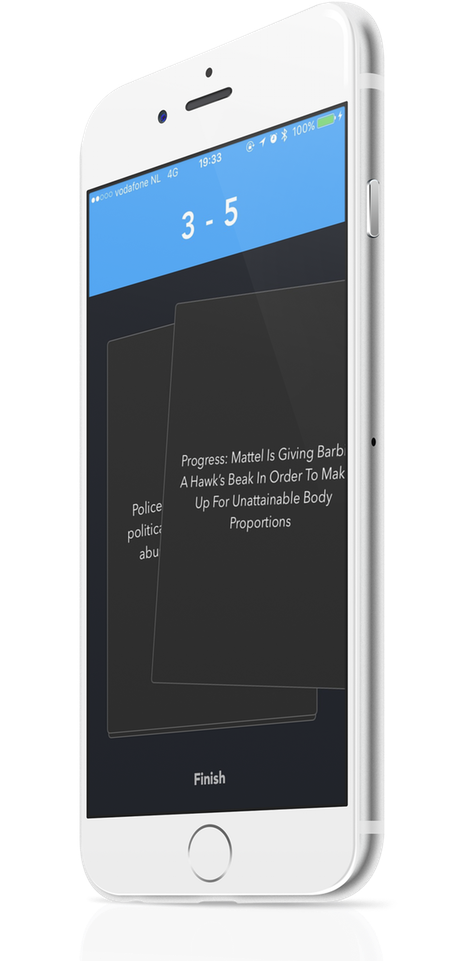 vodafone NL 4G 19:33 100%
3 - 5
Progress: Mattel Is Giving Barb
A Hawk's Beak In Order To Mak
Up For Unattainable Body
Proportions
Police
politica
abu
Finish